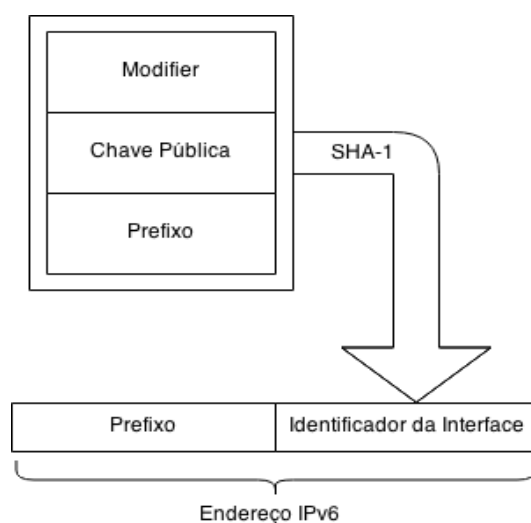 Modifier
Chave Pública
SHA-1
Prefixo
Prefixo
Identificador da Interface
Endereço IPv6